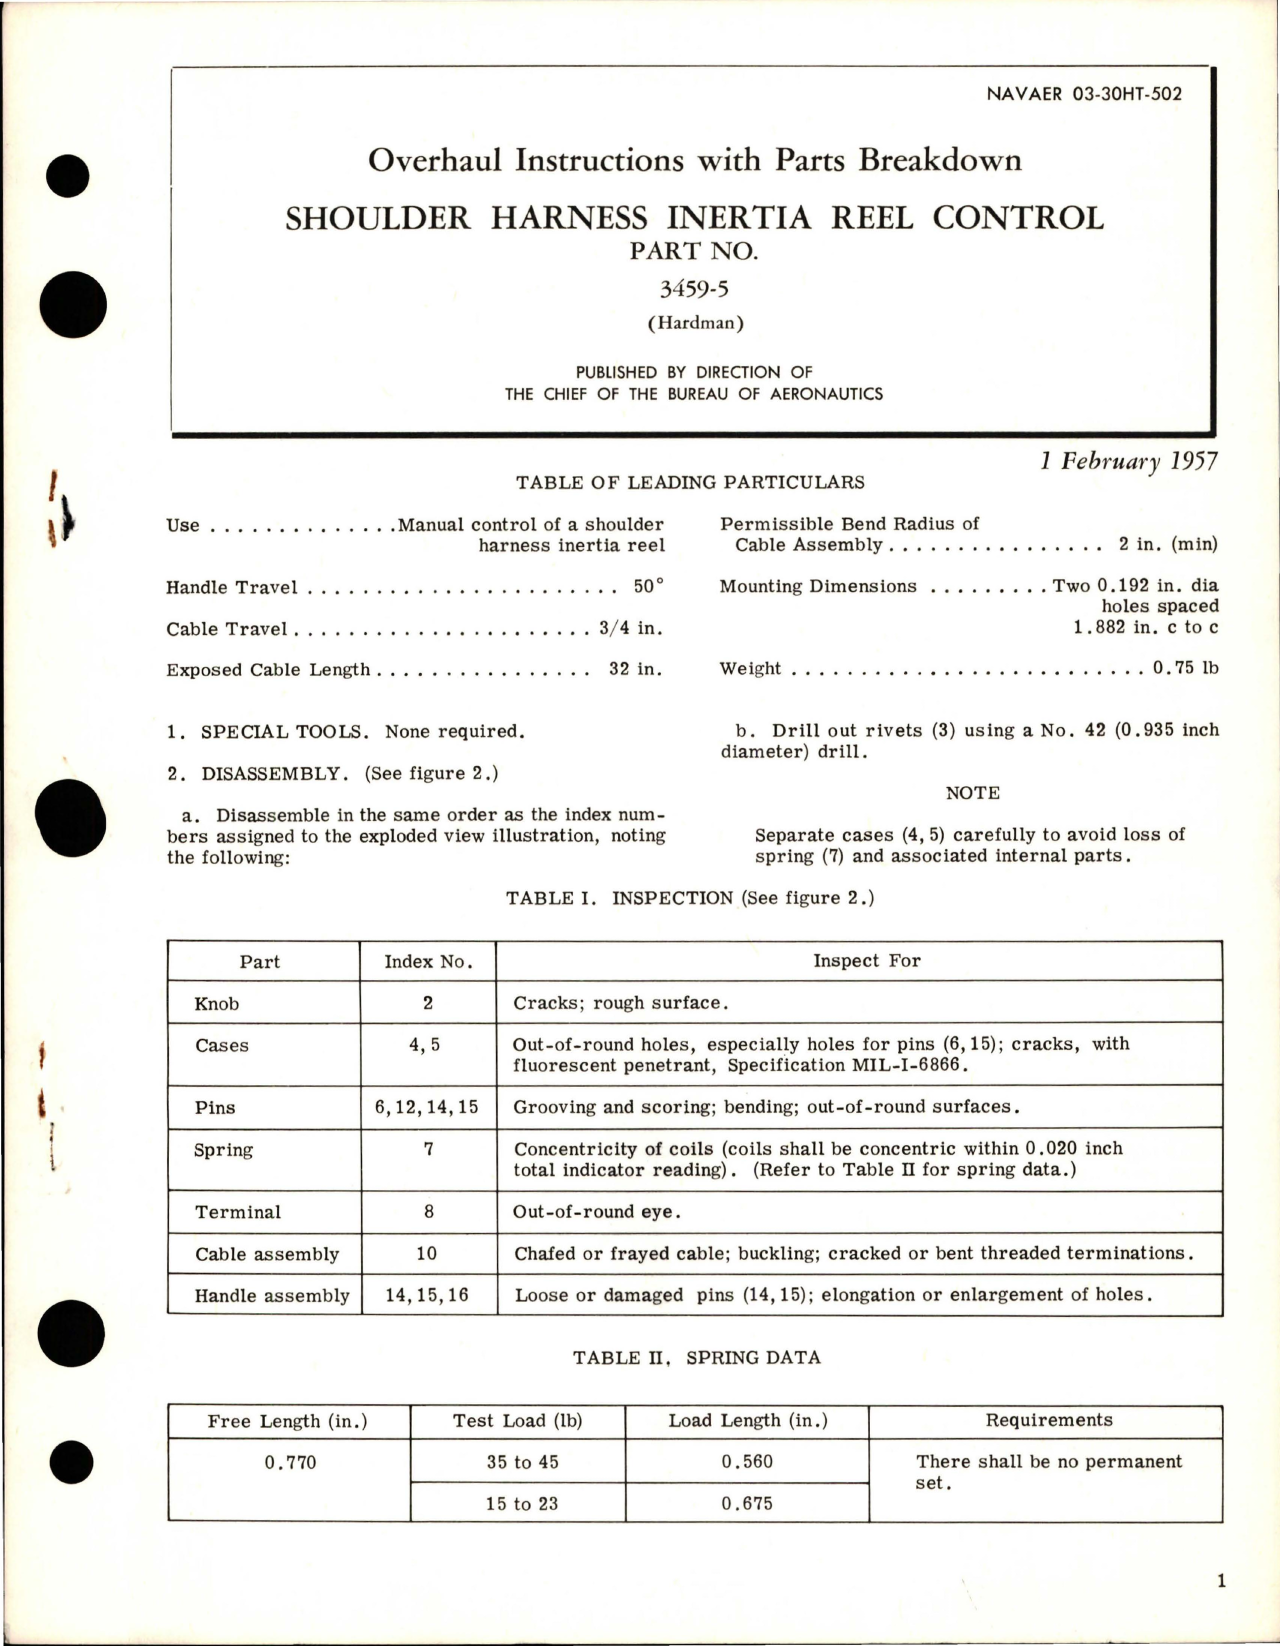 NAVAER 03-30HT-502
Overhaul Instructions with Parts Breakdown
SHOULDER HARNESS INERTIA REEL CONTROL
PART NO.
3459-5
(Hardman)
PUBLISHED BY DIRECTION OF
THE CHIEF OF THE BUREAU OF AERONAUTICS
1 February 1957
TABLE OF LEADING PARTICULARS
Use . . . . . . . . . . . . . . Manual control of a shoulder
harness inertia reel
Handle Travel . . . . . . . . . . . . . . . . . . . . . . . 50°
Cable Travel . . . . . . . . . . . . . . . . . . . . . . 3/4 in.
Exposed Cable Length . . . . . . . . . . . . . . . . 32 in.
Permissible Bend Radius of
Cable Assembly . . . . . . . . . . . . . . . . 2 in. (min)
Mounting Dimensions . . . . . . . . . Two 0.192 in. dia
holes spaced
1.882 in. c to c
Weight . . . . . . . . . . . . . . . . . . . . . . . . . . 0.75 lb
1. SPECIAL TOOLS. None required.
2. DISASSEMBLY. (See figure 2.)
a. Disassemble in the same order as the index num-
bers assigned to the exploded view illustration, noting
the following:
b. Drill out rivets (3) using a No. 42 (0.935 inch
diameter) drill.
NOTE
Separate cases (4, 5) carefully to avoid loss of
spring (7) and associated internal parts.
TABLE I. INSPECTION (See figure 2.)
Part Index No. Inspect For
Knob 2 Cracks; rough surface.
Cases 4, 5 Out-of-round holes, especially holes for pins (6, 15); cracks, with
fluorescent penetrant, Specification MIL-I-6866.
Pins 6, 12, 14, 15 Grooving and scoring; bending; out-of-round surfaces.
Spring 7 Concentricity of coils (coils shall be concentric within 0.020 inch
total indicator reading). (Refer to Table II for spring data.)
Terminal 8 Out-of-round eye.
Cable assembly 10 Chafed or frayed cable; buckling; cracked or bent threaded terminations.
Handle assembly 14, 15, 16 Loose or damaged pins (14, 15); elongation or enlargement of holes.
TABLE II. SPRING DATA
Free Length (in.) Test Load (lb) Load Length (in.) Requirements
0.770 35 to 45 0.560 There shall be no permanent
set.
15 to 23 0.675
1